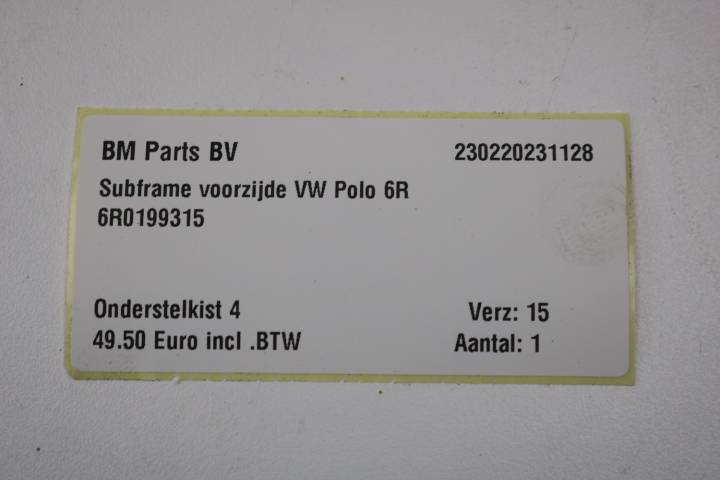 BM Parts BV 230220231128
Subframe voorzijde VW Polo 6R
6R0199315
Onderstelkist 4 Verz: 15
49.50 Euro incl .BTW Aantal: 1